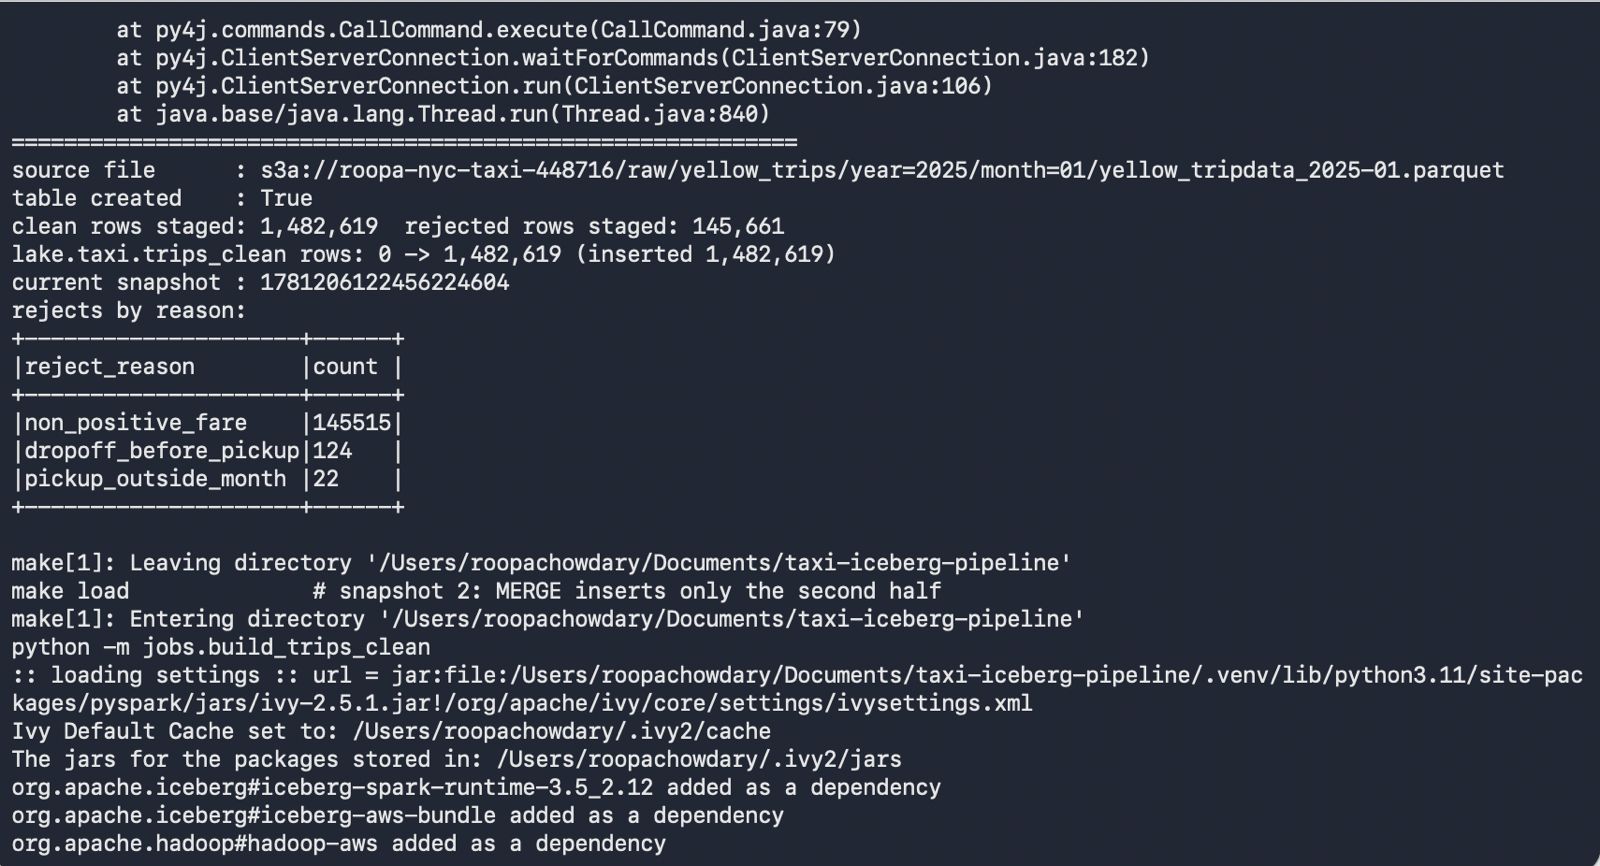 at py4j.commands.CallCommand.execute(CallCommand.java:79)
at py4j.ClientServerConnection.waitForCommands(ClientServerConnection.java:182)
at py4j.ClientServerConnection.run(ClientServerConnection.java:106)
at java.base/java.lang.Thread.run(Thread.java:840)
============================================================
source file      : s3a://roopa-nyc-taxi-448716/raw/yellow_trips/year=2025/month=01/yellow_tripdata_2025-01.parquet
table created    : True
clean rows staged: 1,482,619  rejected rows staged: 145,661
lake.taxi.trips_clean rows: 0 -> 1,482,619 (inserted 1,482,619)
current snapshot : 1781206122456224604
rejects by reason:
+---------------------+------+
|reject_reason        |count |
+---------------------+------+
|non_positive_fare    |145515|
|dropoff_before_pickup|124   |
|pickup_outside_month |22    |
+---------------------+------+
make[1]: Leaving directory '/Users/roopachowdary/Documents/taxi-iceberg-pipeline'
make load              # snapshot 2: MERGE inserts only the second half
make[1]: Entering directory '/Users/roopachowdary/Documents/taxi-iceberg-pipeline'
python -m jobs.build_trips_clean
:: loading settings :: url = jar:file:/Users/roopachowdary/Documents/taxi-iceberg-pipeline/.venv/lib/python3.11/site-pac
kages/pyspark/jars/ivy-2.5.1.jar!/org/apache/ivy/core/settings/ivysettings.xml
Ivy Default Cache set to: /Users/roopachowdary/.ivy2/cache
The jars for the packages stored in: /Users/roopachowdary/.ivy2/jars
org.apache.iceberg#iceberg-spark-runtime-3.5_2.12 added as a dependency
org.apache.iceberg#iceberg-aws-bundle added as a dependency
org.apache.hadoop#hadoop-aws added as a dependency